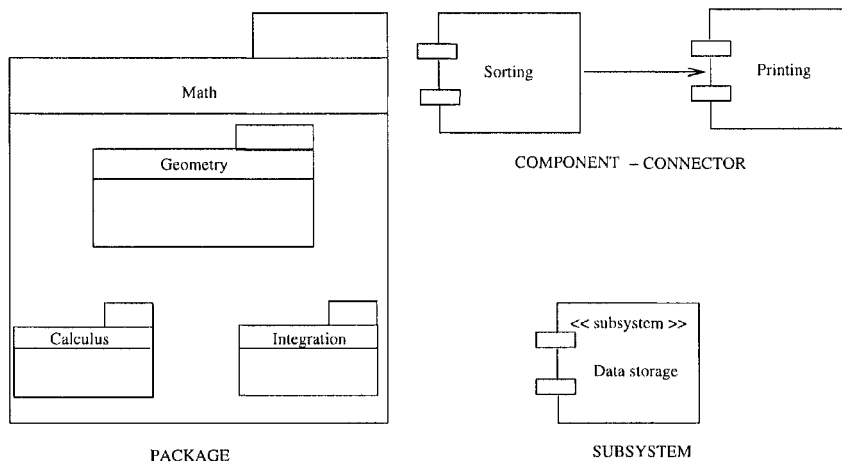 Math
Geometry
Calculus
Integration
PACKAGE
Sorting
Printing
COMPONENT – CONNECTOR
<< subsystem >>
Data storage
SUBSYSTEM